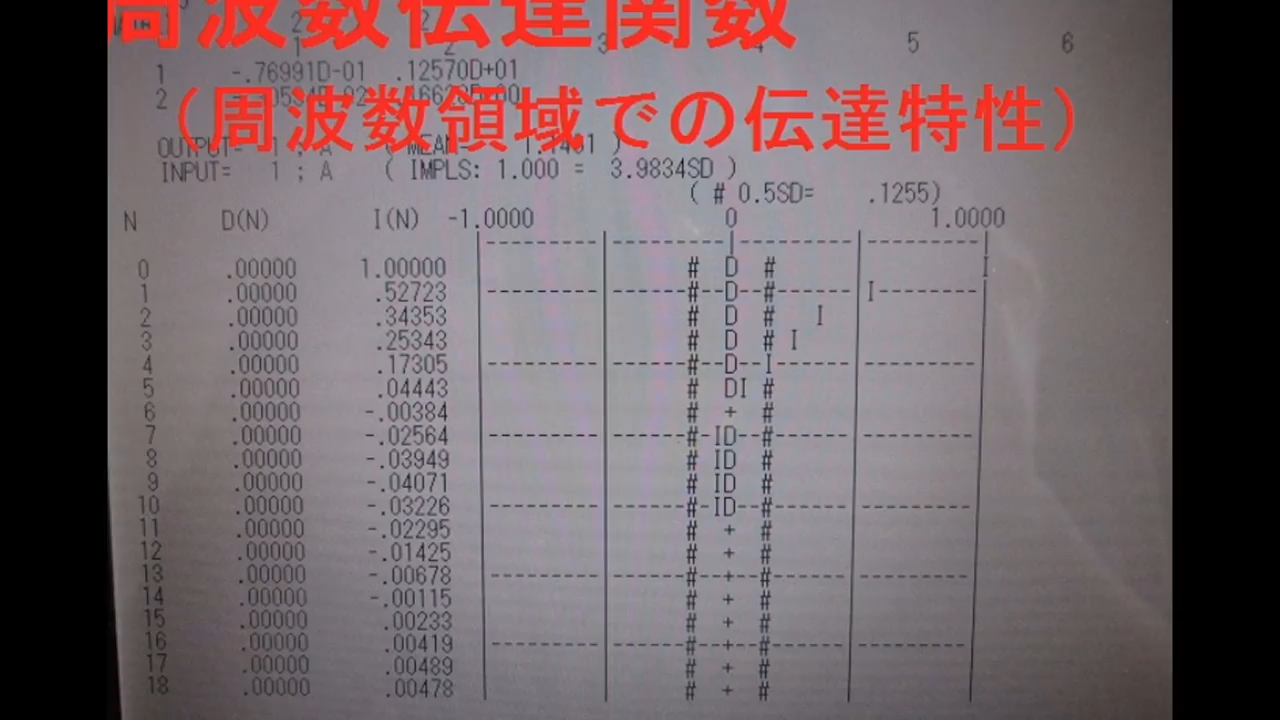 周波数伝達関数
3 4 5 6
1 -.76991D-01 .12570D+01
2
(周波数領域での伝達特性)
OUTPUT= 1 ; A ( MEAN= )
INPUT= 1 ; A ( IMPLS: 1.000 = 3.9834SD )
( # 0.5SD= .1255)
N D(N) I(N) -1.0000 0 1.0000
0 .00000 1.00000 # D # I
1 .00000 .52723 # D # I
2 .00000 .34353 # D # I
3 .00000 .25343 # D # I
4 .00000 .17305 # D I
5 .00000 .04443 # DI #
6 .00000 -.00384 # + #
7 .00000 -.02564 # ID #
8 .00000 -.03949 # ID #
9 .00000 -.04071 # ID #
10 .00000 -.03226 # ID #
11 .00000 -.02295 # + #
12 .00000 -.01425 # + #
13 .00000 -.00678 # + #
14 .00000 -.00115 # + #
15 .00000 .00233 # + #
16 .00000 .00419 # + #
17 .00000 .00489 # + #
18 .00000 .00478 # + #